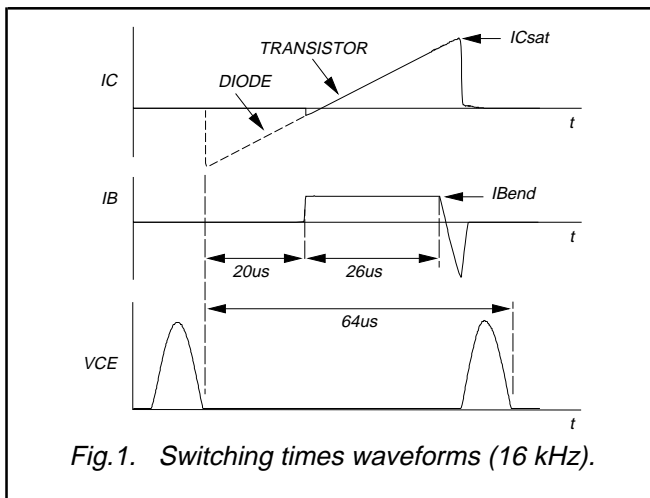 ICsat
TRANSISTOR
DIODE
IC
t
IB
IBend
t
20us
26us
64us
VCE
t
Fig.1. Switching times waveforms (16 kHz).